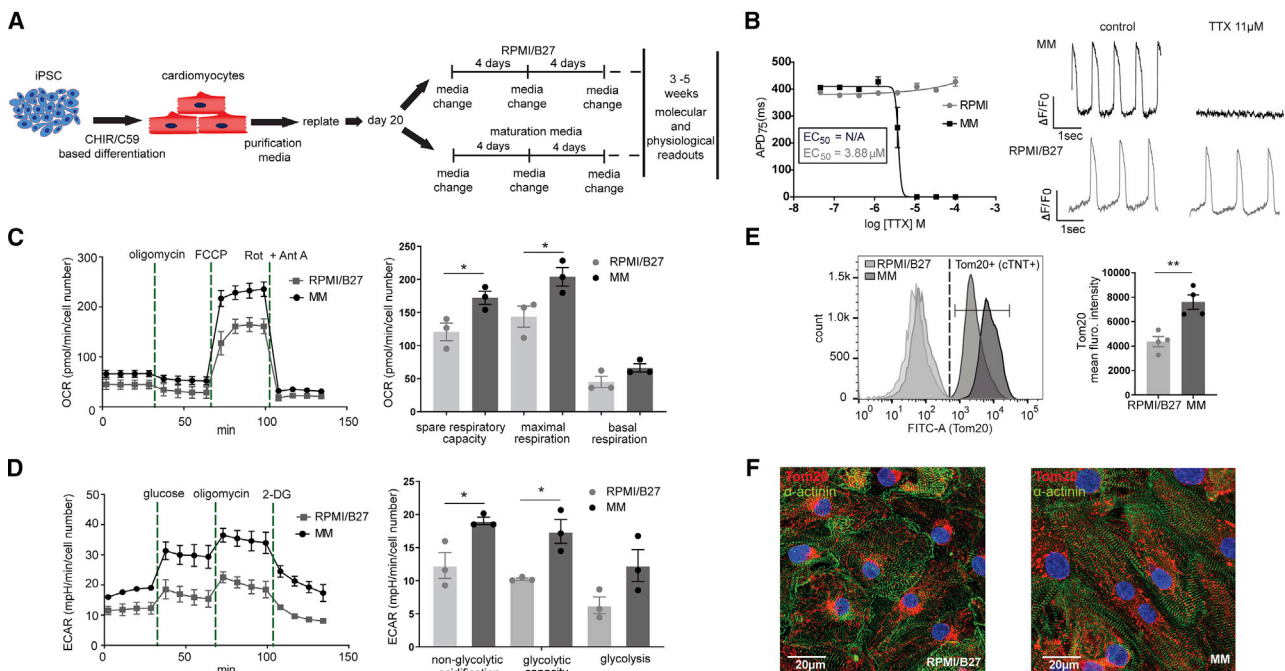 A
iPSC
CHIR/C59
based differentiation
cardiomyocytes
purification
media
replate
day 20
RPMI/B27
4 days
4 days
media
change
media
change
media
change
maturation media
4 days
4 days
media
change
media
change
media
change
3 -5
weeks
molecular and
physiological
readouts
B
APD75(ms)
500
400
300
200
100
0
-7
-6
-5
-4
-3
log [TTX] M
RPMI
MM
EC50 = N/A
EC50 = 3.88 µM
control
TTX 11µM
MM
ΔF/F0
1sec
RPMI/B27
ΔF/F0
1sec
C
oligomycin
FCCP
Rot
+ Ant A
RPMI/B27
MM
OCR (pmol/min/cell number)
300
200
100
0
0
50
100
150
min
OCR (pmol/min/cell number)
250
200
150
100
50
0
RPMI/B27
MM
*
*
spare respiratory
capacity
maximal
respiration
basal
respiration
D
glucose
oligomycin
2-DG
RPMI/B27
MM
ECAR (mpH/min/cell number)
50
40
30
20
10
0
0
50
100
150
min
ECAR (mpH/min/cell number)
30
20
10
0
RPMI/B27
MM
*
*
non-glycolytic
glycolytic
glycolysis
E
RPMI/B27
MM
Tom20+ (cTNT+)
count
1.5k
1.0k
500
0
10^0
10^1
10^2
10^3
10^4
10^5
FITC-A (Tom20)
Tom20
mean fluro. intensity
10000
8000
6000
4000
2000
0
**
RPMI/B27
MM
F
Tom20
α-actinin
20µm
RPMI/B27
Tom20
α-actinin
20µm
MM